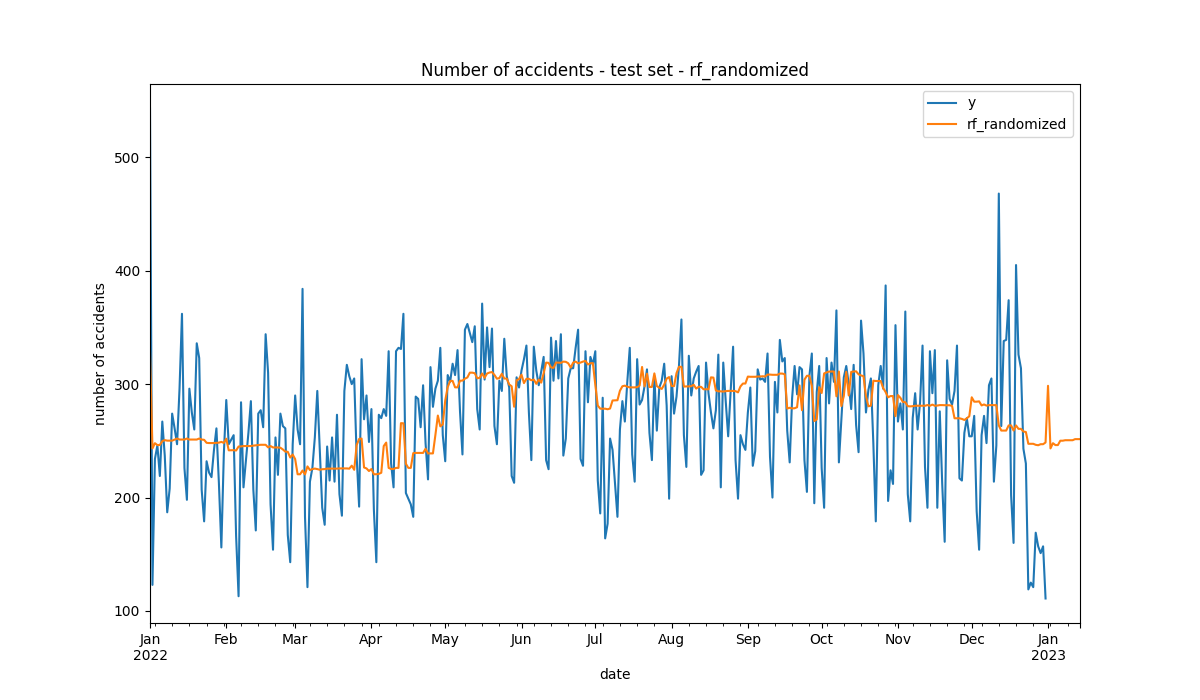 Number of accidents - test set - rf_randomized
y
rf_randomized
500
400
300
200
100
number of accidents
Jan Feb Mar Apr May Jun Jul Aug Sep Oct Nov Dec Jan
2022 2023
date